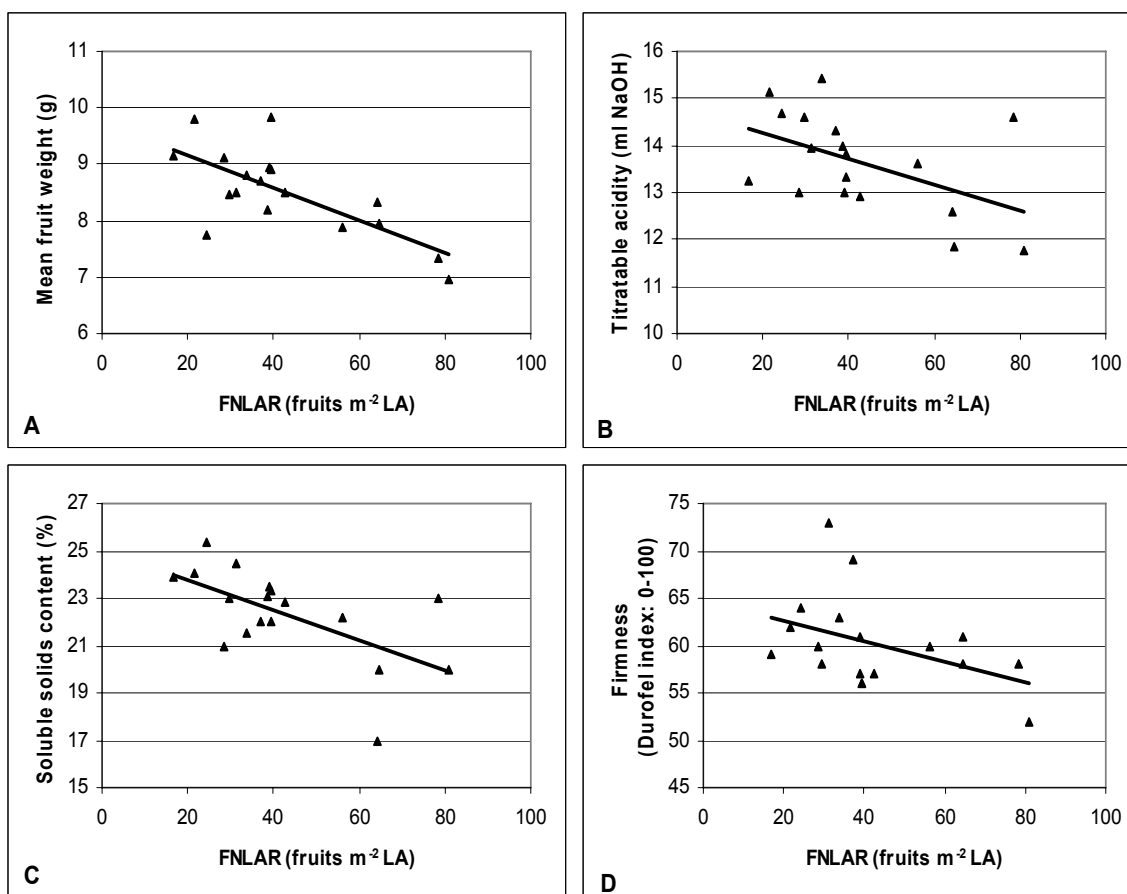 Mean fruit weight (g)
11
10
9
8
7
6
0 20 40 60 80 100
FNLAR (fruits m⁻² LA)
A
Titratable acidity (ml NaOH)
16
15
14
13
12
11
10
0 20 40 60 80 100
FNLAR (fruits m⁻² LA)
B
Soluble solids content (%)
27
25
23
21
19
17
15
0 20 40 60 80 100
FNLAR (fruits m⁻² LA)
C
Firmness
(Durofel index: 0-100)
75
70
65
60
55
50
45
0 20 40 60 80 100
FNLAR (fruits m⁻² LA)
D